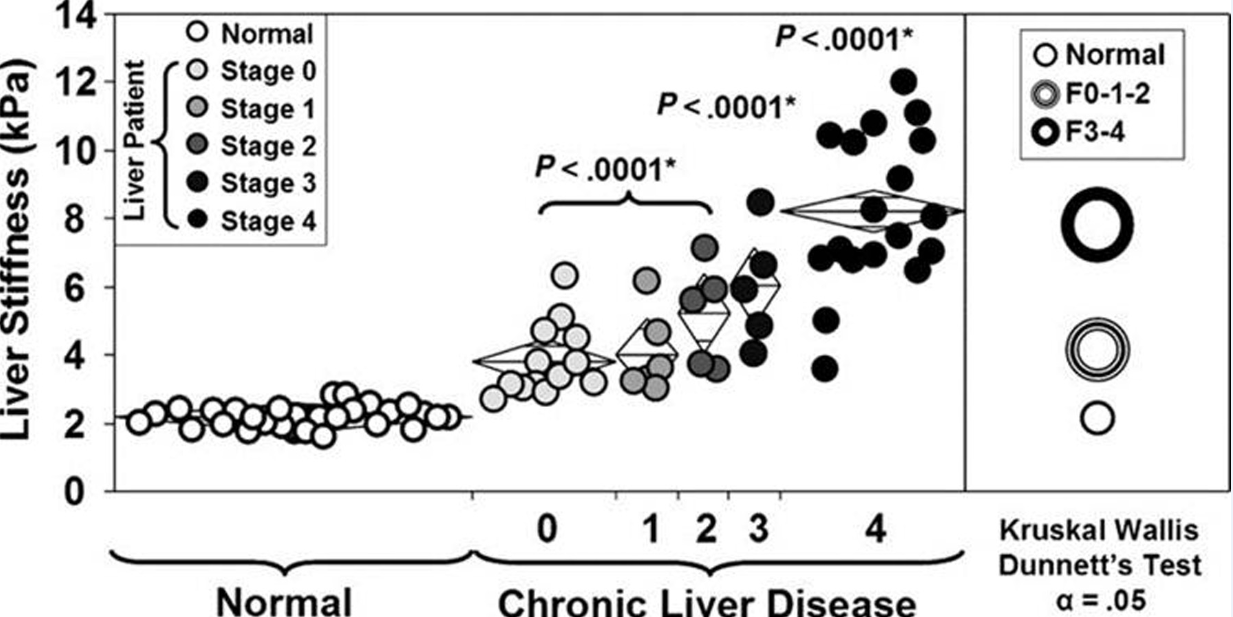 Liver Stiffness (kPa)
14
12
10
8
6
4
2
0
Liver Patient
Normal
Stage 0
Stage 1
Stage 2
Stage 3
Stage 4
P < .0001*
P < .0001*
P < .0001*
Normal
F0-1-2
F3-4
0 1 2 3 4
Normal
Chronic Liver Disease
Kruskal Wallis
Dunnett's Test
α = .05